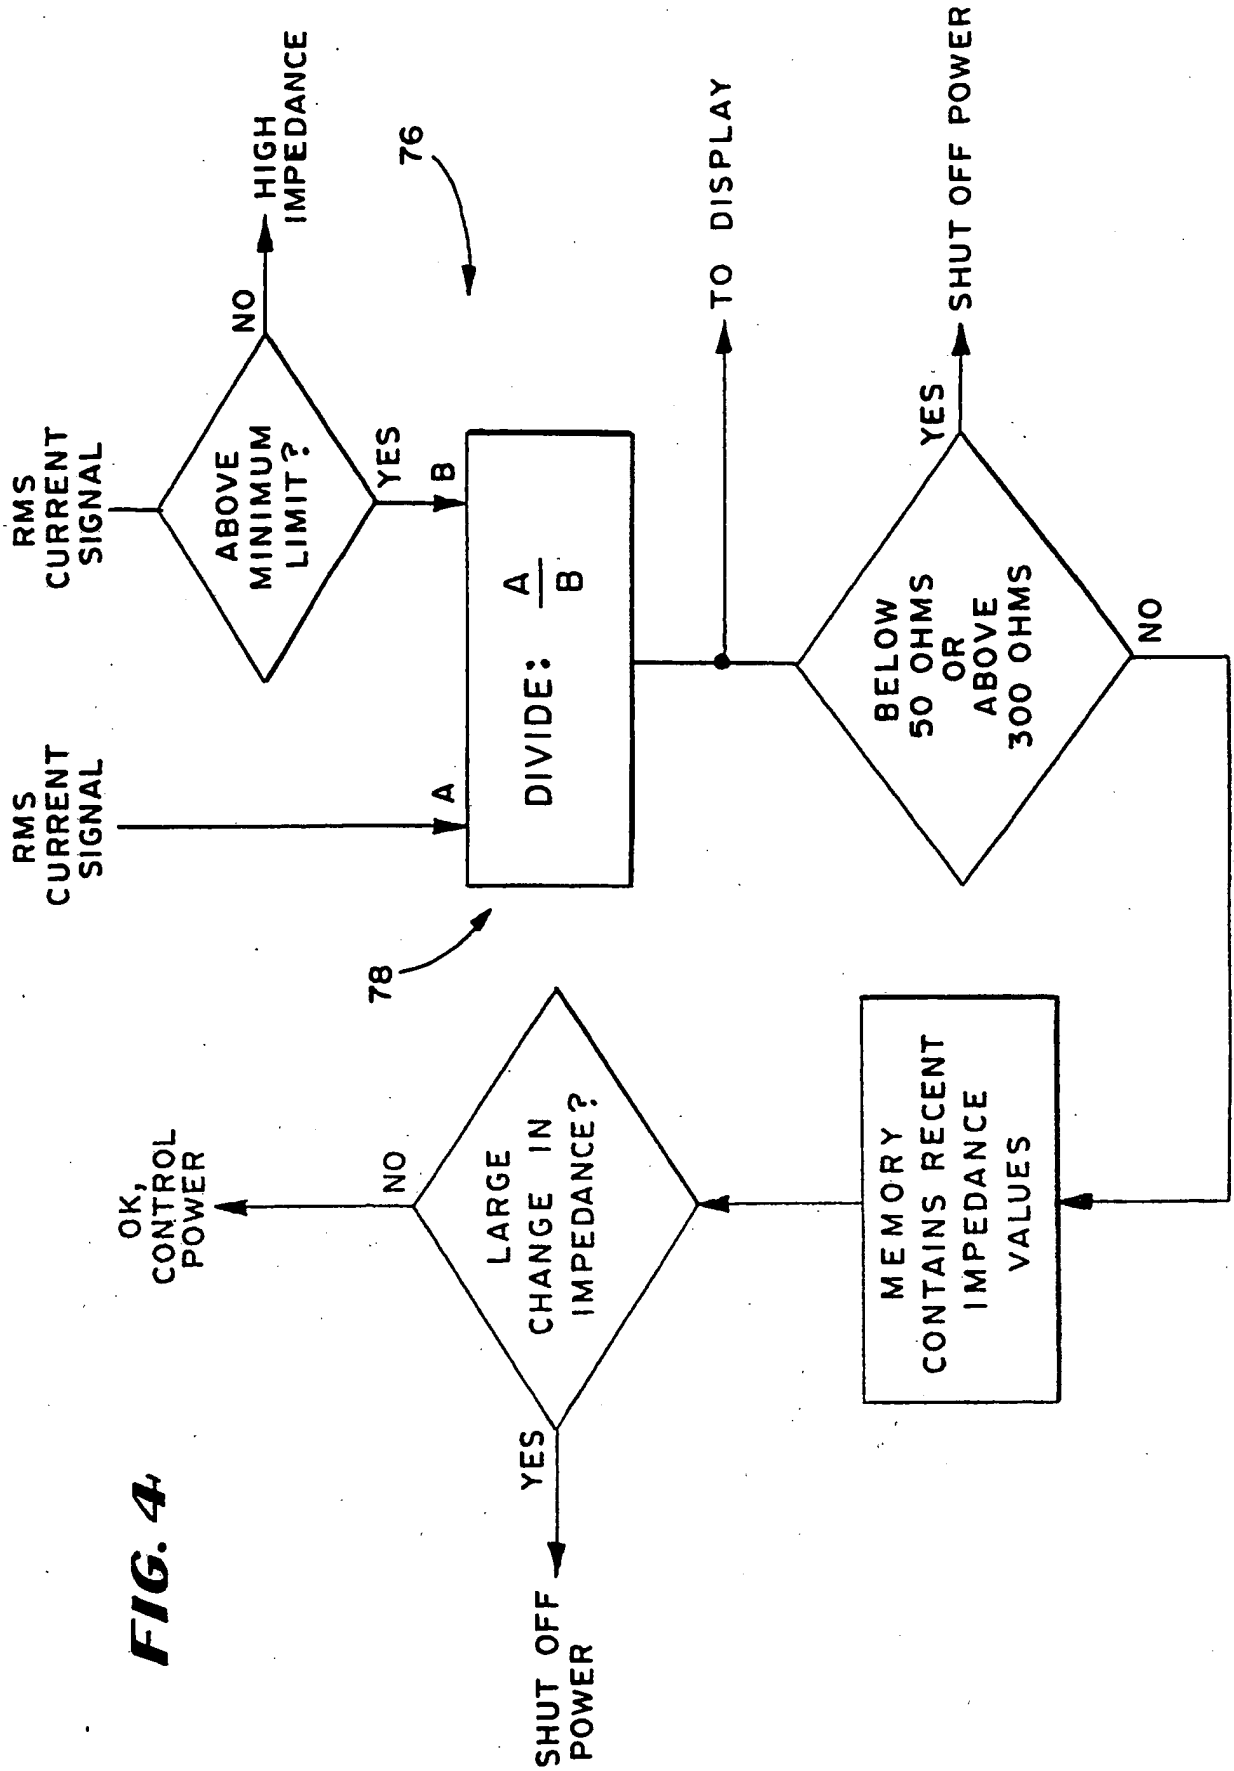 FIG. 4
RMS
CURRENT
SIGNAL
RMS
CURRENT
SIGNAL
ABOVE
MINIMUM
LIMIT?
NO
HIGH
IMPEDANCE
YES
A
B
76
78
DIVIDE: A
B
TO DISPLAY
BELOW
50 OHMS
OR
ABOVE
300 OHMS
YES
SHUT OFF POWER
NO
MEMORY
CONTAINS RECENT
IMPEDANCE
VALUES
LARGE
CHANGE IN
IMPEDANCE?
YES
SHUT OFF
POWER
NO
OK,
CONTROL
POWER